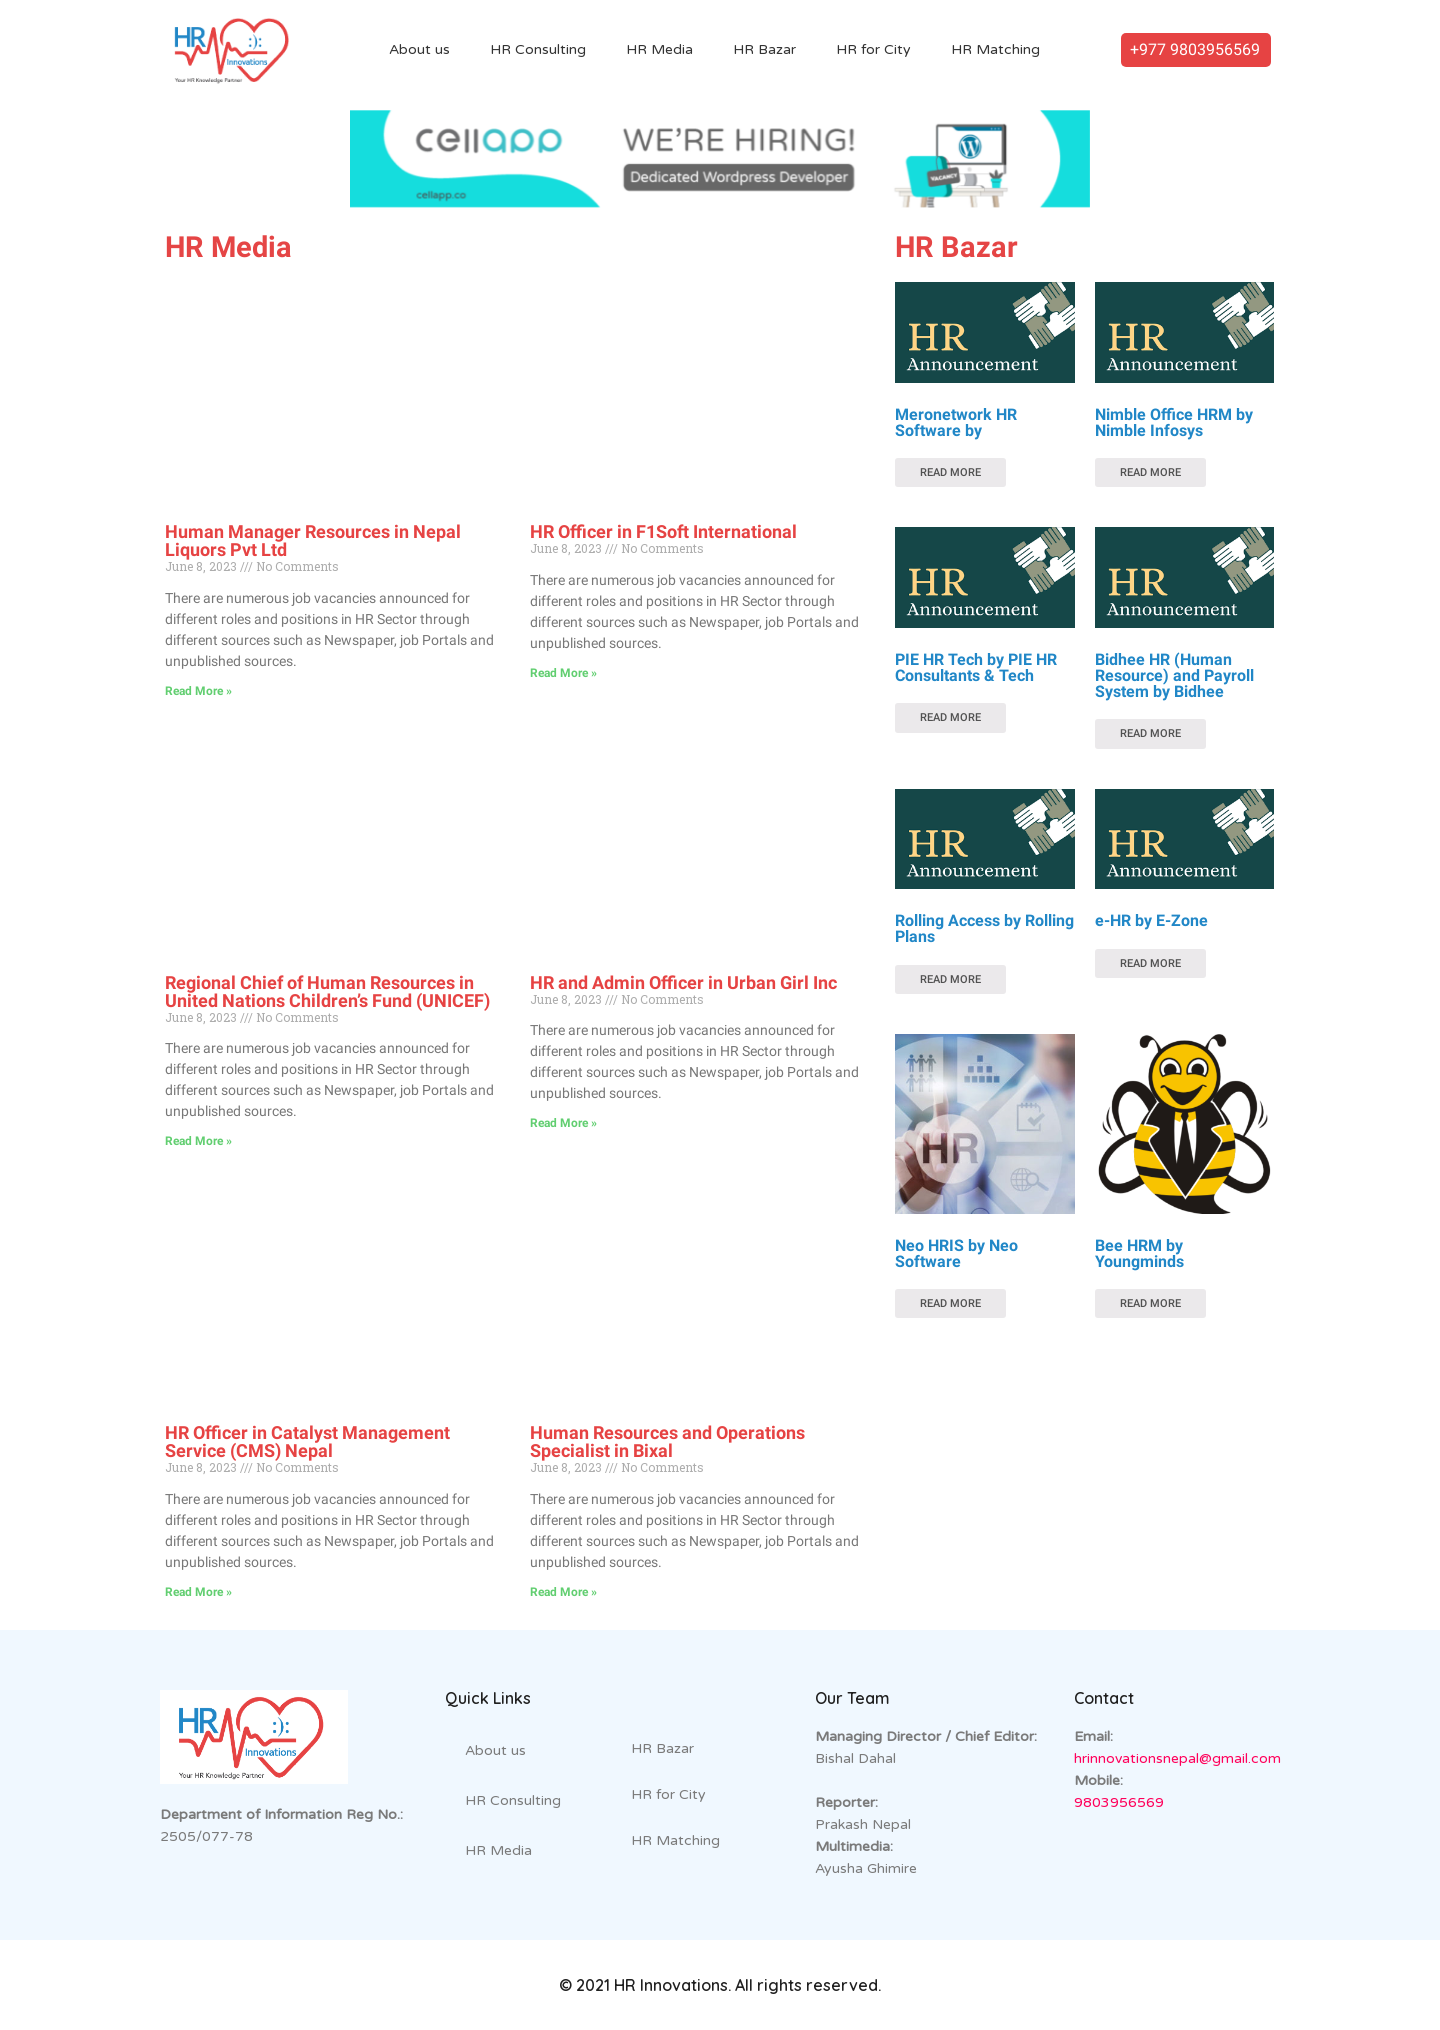 HR :): Innovations
Your HR Knowledge Partner
About us
HR Consulting
HR Media
HR Bazar
HR for City
HR Matching
+977 9803956569
cellapp
cellapp.co
WE'RE HIRING!
Dedicated Wordpress Developer
VACANCY
HR Media
Human Manager Resources in Nepal
Liquors Pvt Ltd
June 8, 2023 /// No Comments
There are numerous job vacancies announced for
different roles and positions in HR Sector through
different sources such as Newspaper, job Portals and
unpublished sources.
Read More »
HR Officer in F1Soft International
June 8, 2023 /// No Comments
There are numerous job vacancies announced for
different roles and positions in HR Sector through
different sources such as Newspaper, job Portals and
unpublished sources.
Read More »
Regional Chief of Human Resources in
United Nations Children’s Fund (UNICEF)
June 8, 2023 /// No Comments
There are numerous job vacancies announced for
different roles and positions in HR Sector through
different sources such as Newspaper, job Portals and
unpublished sources.
Read More »
HR and Admin Officer in Urban Girl Inc
June 8, 2023 /// No Comments
There are numerous job vacancies announced for
different roles and positions in HR Sector through
different sources such as Newspaper, job Portals and
unpublished sources.
Read More »
HR Officer in Catalyst Management
Service (CMS) Nepal
June 8, 2023 /// No Comments
There are numerous job vacancies announced for
different roles and positions in HR Sector through
different sources such as Newspaper, job Portals and
unpublished sources.
Read More »
Human Resources and Operations
Specialist in Bixal
June 8, 2023 /// No Comments
There are numerous job vacancies announced for
different roles and positions in HR Sector through
different sources such as Newspaper, job Portals and
unpublished sources.
Read More »
HR Bazar
HR
Announcement
Meronetwork HR
Software by
READ MORE
HR
Announcement
Nimble Office HRM by
Nimble Infosys
READ MORE
HR
Announcement
PIE HR Tech by PIE HR
Consultants & Tech
READ MORE
HR
Announcement
Bidhee HR (Human
Resource) and Payroll
System by Bidhee
READ MORE
HR
Announcement
Rolling Access by Rolling
Plans
READ MORE
HR
Announcement
e-HR by E-Zone
READ MORE
HR
Neo HRIS by Neo
Software
READ MORE
Bee HRM by
Youngminds
READ MORE
HR :): Innovations
Your HR Knowledge Partner
Department of Information Reg No.:
2505/077-78
Quick Links
About us
HR Consulting
HR Media
HR Bazar
HR for City
HR Matching
Our Team
Managing Director / Chief Editor:
Bishal Dahal
Reporter:
Prakash Nepal
Multimedia:
Ayusha Ghimire
Contact
Email:
hrinnovationsnepal@gmail.com
Mobile:
9803956569
© 2021 HR Innovations. All rights reserved.